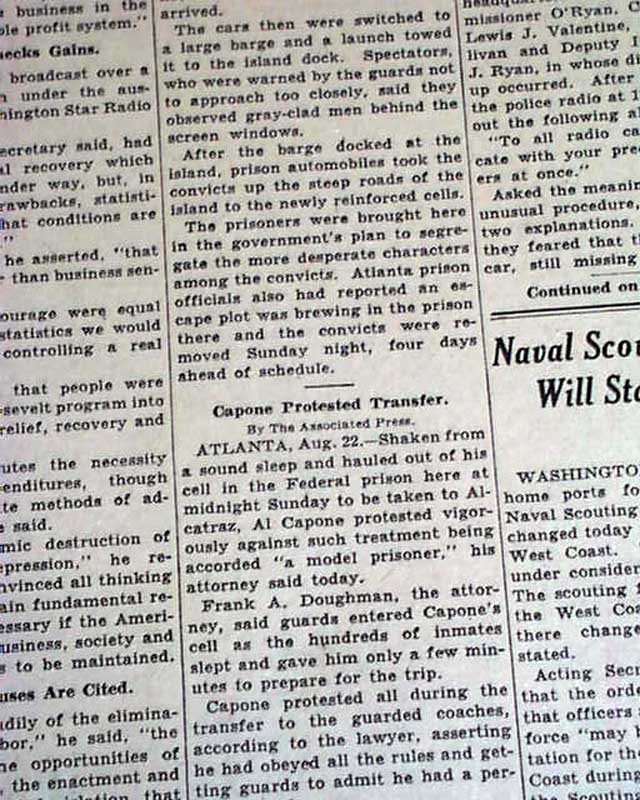 business in the
ole profit system."
ecks Gains.
broadcast over a
under the aus-
ington Star Radio
ecretary said, had
al recovery which
nder way, but, in
rawbacks, statisti-
hat conditions are
"
he asserted, "that
than business sen-
ourage were equal
statistics we would
controlling a real
that people were
sevelt program into
relief, recovery and
utes the necessity
enditures, though
te methods of ad-
e said.
mic destruction of
pression," he re-
nvinced all thinking
ain fundamental re-
essary if the Ameri-
usiness, society and
s to be maintained.
uses Are Cited.
dily of the elimina-
bor," he said, "the
he opportunities of
the enactment and
that
arrived.
The cars then were switched to
a large barge and a launch towed
it to the island dock. Spectators,
who were warned by the guards not
to approach too closely, said they
observed gray-clad men behind the
screen windows.
After the barge docked at the
island, prison automobiles took the
convicts up the steep roads of the
island to the newly reinforced cells.
The prisoners were brought here
in the government's plan to segre-
gate the more desperate characters
among the convicts. Atlanta prison
officials also had reported an es-
cape plot was brewing in the prison
there and the convicts were re-
moved Sunday night, four days
ahead of schedule.
Capone Protested Transfer.
By The Associated Press.
ATLANTA, Aug. 22.—Shaken from
a sound sleep and hauled out of his
cell in the Federal prison here at
midnight Sunday to be taken to Al-
catraz, Al Capone protested vigor-
ously against such treatment being
accorded "a model prisoner," his
attorney said today.
Frank A. Doughman, the attor-
ney, said guards entered Capone's
cell as the hundreds of inmates
slept and gave him only a few min-
utes to prepare for the trip.
Capone protested all during the
transfer to the guarded coaches,
according to the lawyer, asserting
he had obeyed all the rules and get-
ting guards to admit he had a per-
missioner O'Ryan, C
Lewis J. Valentine,
livan and Deputy I
J. Ryan, in whose di
up occurred. After
the police radio at 1
out the following al
"To all radio ca
cate with your pre
ers at once."
Asked the meanin
unusual procedure,
two explanations.
they feared that t
car, still missing
Continued on
Naval Scou
Will Sta
WASHINGTO
home ports fo
Naval Scouting
changed today
West Coast.
under consider
The scouting f
the West Coa
there change
stated.
Acting Secr
that the orde
that officers a
force "may b
tation for th
Coast during
the Scouting